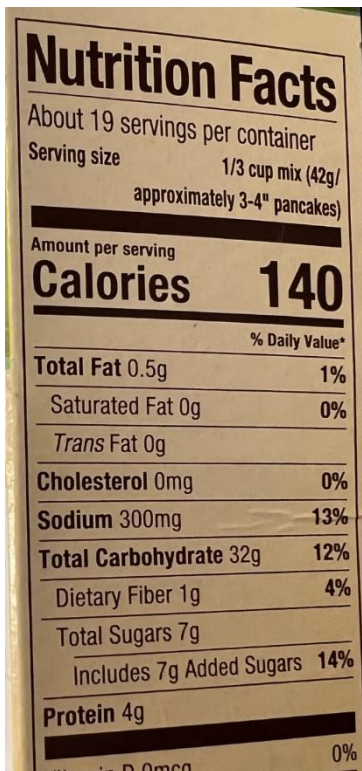 Nutrition Facts
About 19 servings per container
Serving size 1/3 cup mix (42g/
approximately 3-4" pancakes)
Amount per serving
Calories 140
% Daily Value*
Total Fat 0.5g 1%
Saturated Fat 0g 0%
Trans Fat 0g
Cholesterol 0mg 0%
Sodium 300mg 13%
Total Carbohydrate 32g 12%
Dietary Fiber 1g 4%
Total Sugars 7g
Includes 7g Added Sugars 14%
Protein 4g
D 0mcg 0%